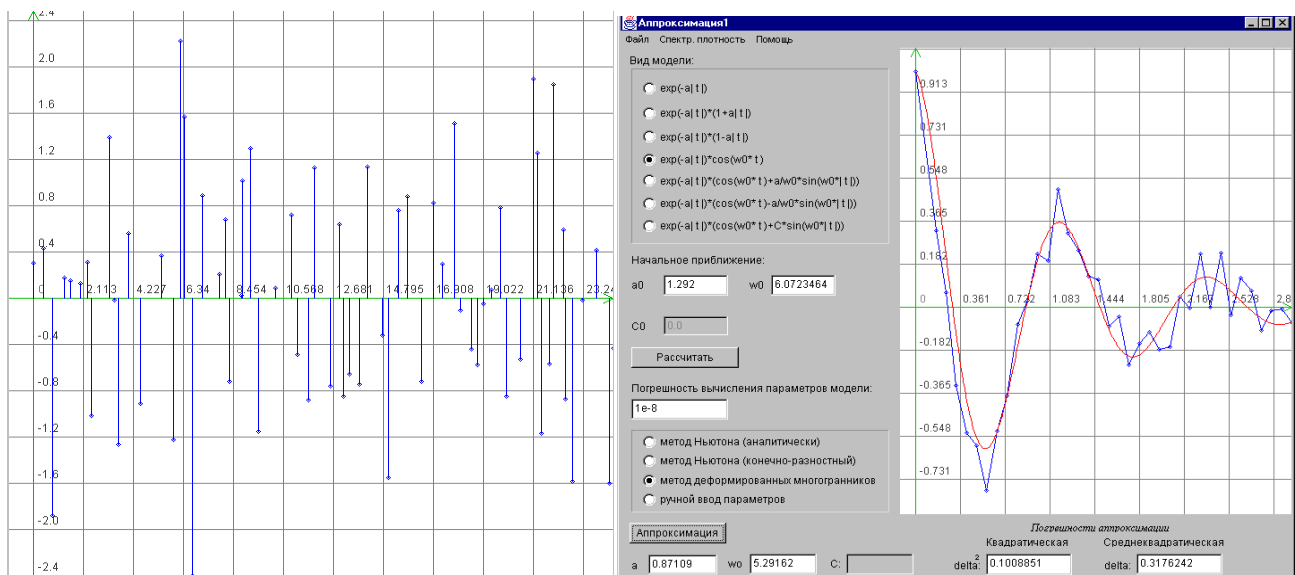 2.4
2.0
1.6
1.2
0.8
0.4
0 2.113 4.227 6.34 8.454 10.568 12.681 14.795 16.908 19.022 21.136 23.24
-0.4
-0.8
-1.2
-1.6
-2.0
-2.4
Аппроксимация1
Файл Спектр. плотность Помощь
Вид модели:
exp(-a| t |)
exp(-a| t |)*(1+a| t |)
exp(-a| t |)*(1-a| t |)
exp(-a| t |)*cos(w0* t )
exp(-a| t |)*(cos(w0* t )+a/w0*sin(w0*| t |))
exp(-a| t |)*(cos(w0* t )-a/w0*sin(w0*| t |))
exp(-a| t |)*(cos(w0* t )+C*sin(w0*| t |))
Начальное приближение:
a0 1.292 w0 6.0723464
C0 0.0
Рассчитать
Погрешность вычисления параметров модели:
1e-8
метод Ньютона (аналитически)
метод Ньютона (конечно-разностный)
метод деформированных многогранников
ручной ввод параметров
Аппроксимация
a 0.87109 wo 5.29162 C:
0.913
0.731
0.548
0.365
0.182
0 0.361 0.722 1.083 1.444 1.805 2.166 2.528 2.8
-0.182
-0.365
-0.548
-0.731
Погрешности аппроксимации
Квадратическая Среднеквадратическая
delta:² 0.1008851 delta: 0.3176242